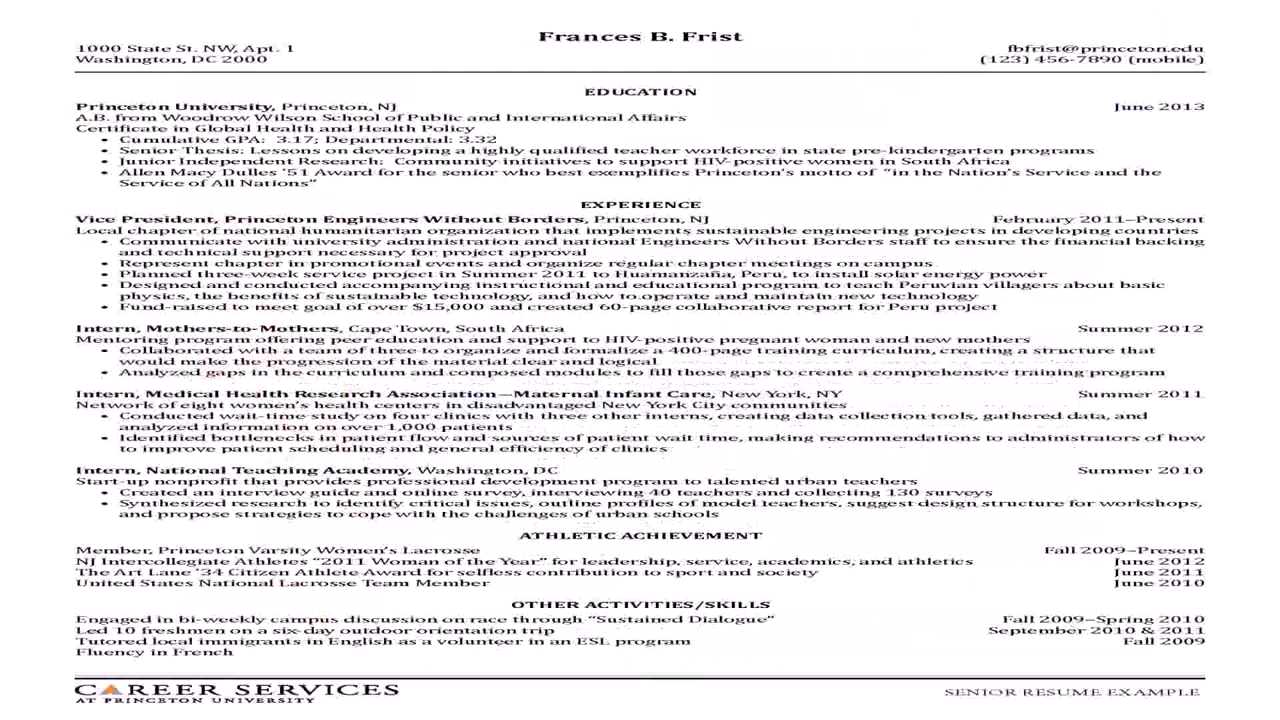 Frances B. Frist
1000 State St. NW, Apt. 1
fbfrist@princeton.edu
Washington, DC 2000
(123) 456-7890 (mobile)
EDUCATION
Princeton University, Princeton, NJ June 2013
A.B. from Woodrow Wilson School of Public and International Affairs
Certificate in Global Health and Health Policy
• Cumulative GPA: 3.17; Departmental: 3.32
• Senior Thesis: Lessons on developing a highly qualified teacher workforce in state pre-kindergarten programs
• Junior Independent Research: Community initiatives to support HIV-positive women in South Africa
• Allen Macy Dulles '51 Award for the senior who best exemplifies Princeton's motto of "in the Nation's Service and the
Service of All Nations"
EXPERIENCE
Vice President, Princeton Engineers Without Borders, Princeton, NJ February 2011–Present
Local chapter of national humanitarian organization that implements sustainable engineering projects in developing countries
• Communicate with university administration and national Engineers Without Borders staff to ensure the financial backing
and technical support necessary for project approval
• Represent chapter in promotional events and organize regular chapter meetings on campus
• Planned three-week service project in Summer 2011 to Huamanzaña, Peru, to install solar energy power
• Designed and conducted accompanying instructional and educational program to teach Peruvian villagers about basic
physics, the benefits of sustainable technology, and how to operate and maintain new technology
• Fund-raised to meet goal of over $15,000 and created 60-page collaborative report for Peru project
Intern, Mothers-to-Mothers, Cape Town, South Africa Summer 2012
Mentoring program offering peer education and support to HIV-positive pregnant woman and new mothers
• Collaborated with a team of three to organize and formalize a 400-page training curriculum, creating a structure that
would make the progression of the material clear and logical
• Analyzed gaps in the curriculum and composed modules to fill those gaps to create a comprehensive training program
Intern, Medical Health Research Association—Maternal Infant Care, New York, NY Summer 2011
Network of eight women's health centers in disadvantaged New York City communities
• Conducted wait-time study on four clinics with three other interns, creating data collection tools, gathered data, and
analyzed information on over 1,000 patients
• Identified bottlenecks in patient flow and sources of patient wait time, making recommendations to administrators of how
to improve patient scheduling and general efficiency of clinics
Intern, National Teaching Academy, Washington, DC Summer 2010
Start-up nonprofit that provides professional development program to talented urban teachers
• Created an interview guide and online survey, interviewing 40 teachers and collecting 130 surveys
• Synthesized research to identify critical issues, outline profiles of model teachers, suggest design structure for workshops,
and propose strategies to cope with the challenges of urban schools
ATHLETIC ACHIEVEMENT
Member, Princeton Varsity Women's Lacrosse Fall 2009–Present
NJ Intercollegiate Athletes "2011 Woman of the Year" for leadership, service, academics, and athletics June 2012
The Art Lane '34 Citizen Athlete Award for selfless contribution to sport and society June 2011
United States National Lacrosse Team Member June 2010
OTHER ACTIVITIES/SKILLS
Engaged in bi-weekly campus discussion on race through "Sustained Dialogue" Fall 2009–Spring 2010
Led 10 freshmen on a six-day outdoor orientation trip September 2010 & 2011
Tutored local immigrants in English as a volunteer in an ESL program Fall 2009
Fluency in French
CAREER SERVICES
AT PRINCETON UNIVERSITY
SENIOR RESUME EXAMPLE